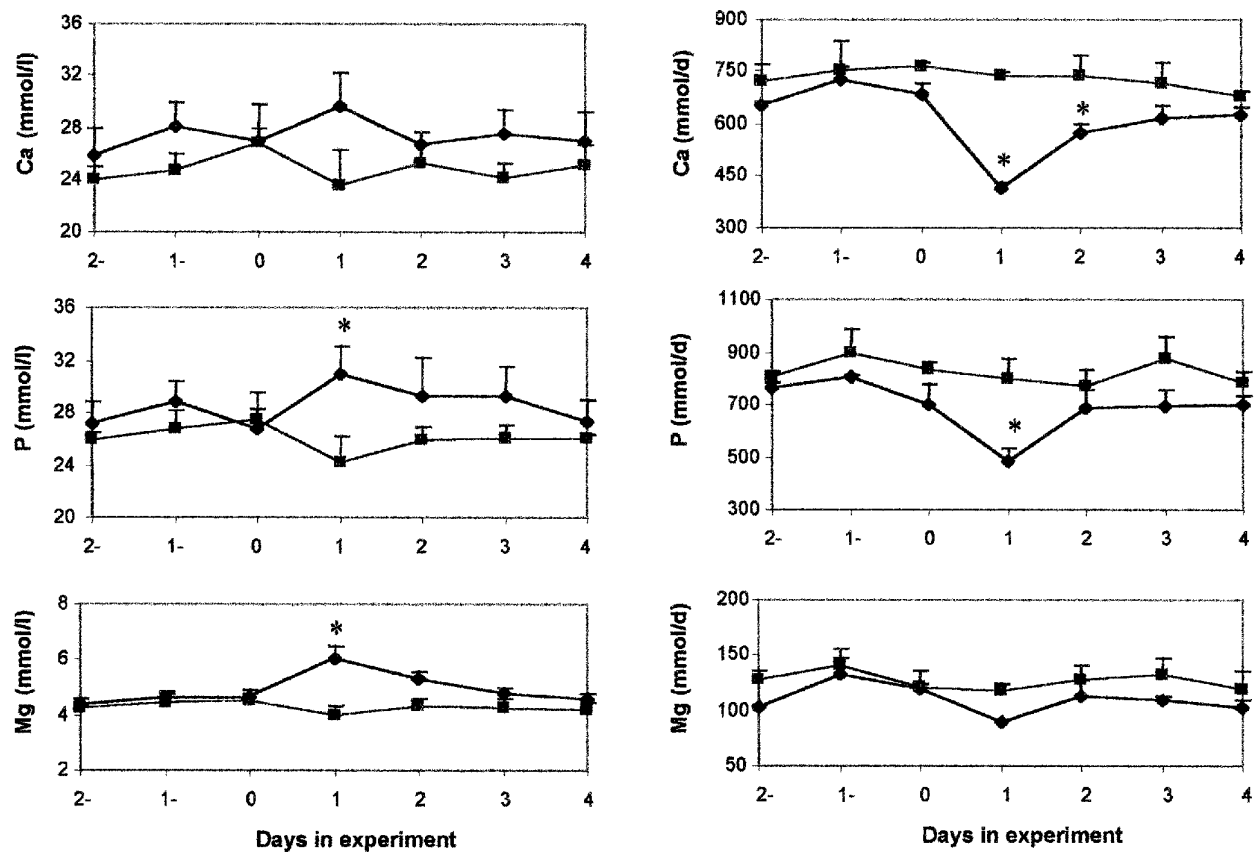 Ca (mmol/l)
36
32
28
24
20
2- 1- 0 1 2 3 4
Ca (mmol/d)
900
750
600
450
300
*
*
2- 1- 0 1 2 3 4
P (mmol/l)
36
32
28
24
20
*
2- 1- 0 1 2 3 4
P (mmol/d)
1100
900
700
500
300
*
2- 1- 0 1 2 3 4
Mg (mmol/l)
8
6
4
2
*
2- 1- 0 1 2 3 4
Days in experiment
Mg (mmol/d)
200
150
100
50
2- 1- 0 1 2 3 4
Days in experiment